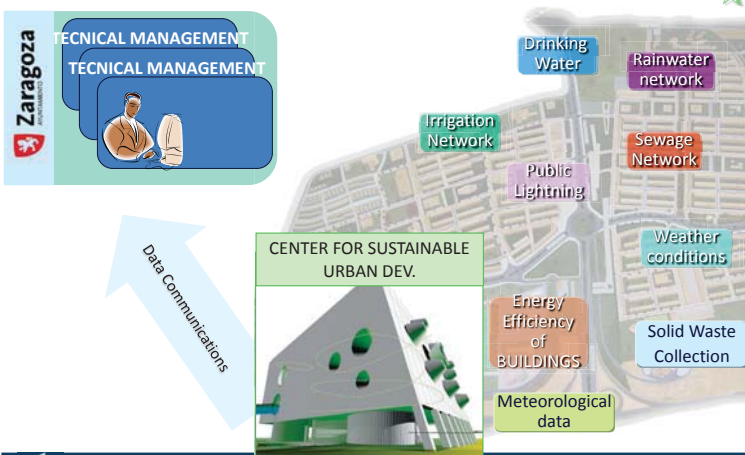 Zaragoza
AYUNTAMIENTO
TECNICAL MANAGEMENT
TECNICAL MANAGEMENT
Drinking
Water
Rainwater
network
Irrigation
Network
Sewage
Network
Public
Lightning
Weather
conditions
Data Communications
CENTER FOR SUSTAINABLE
URBAN DEV.
Energy
Efficiency
of
BUILDINGS
Solid Waste
Collection
Meteorological
data